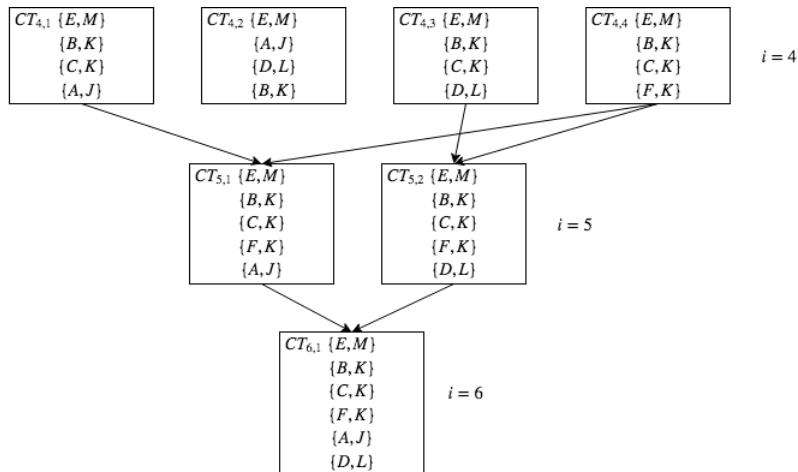 CT4,1 {E,M}
{B,K}
{C,K}
{A,J}
CT4,2 {E,M}
{A,J}
{D,L}
{B,K}
CT4,3 {E,M}
{B,K}
{C,K}
{D,L}
CT4,4 {E,M}
{B,K}
{C,K}
{F,K}
i = 4
CT5,1 {E,M}
{B,K}
{C,K}
{F,K}
{A,J}
CT5,2 {E,M}
{B,K}
{C,K}
{F,K}
{D,L}
i = 5
CT6,1 {E,M}
{B,K}
{C,K}
{F,K}
{A,J}
{D,L}
i = 6